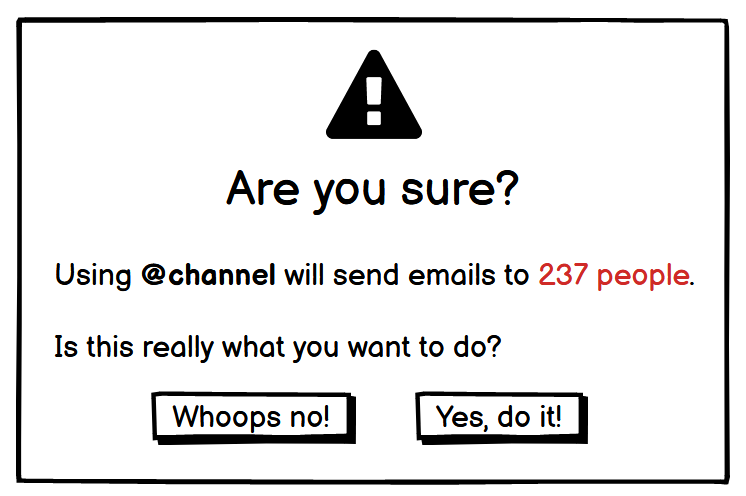 Are you sure?
Using @channel will send emails to 237 people.
Is this really what you want to do?
Whoops no!
Yes, do it!